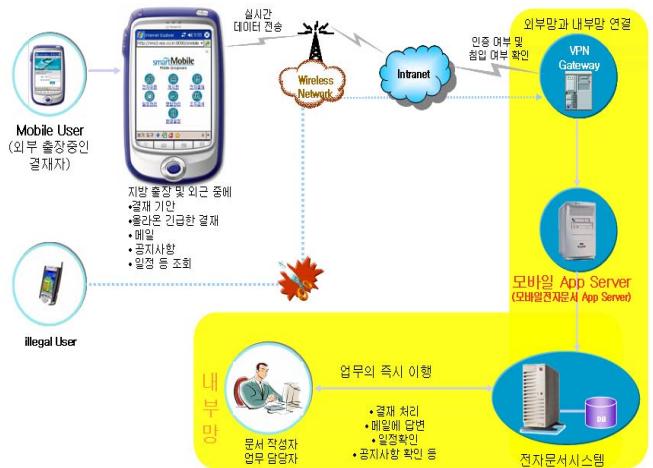 외부망과 내부망 연결
실시간
데이터 전송
Internet Explorer
인증 여부 및
침입 여부 확인
VPN
Gateway
smartMobile
Intranet
Wireless
Network
Mobile User
(외부 출장중인
결재자)
지방 출장 및 외근 중에
•결재 기안
•올라온 긴급한 결재
•메일
•공지사항
•일정 등 조회
모바일 App Server
(모바일전자문서 App Server)
illegal User
내부망
업무의 즉시 이행
•결재 처리
•메일에 답변
•일정확인
•공지사항 확인 등
DB
문서 작성자
업무 담당자
전자문서시스템